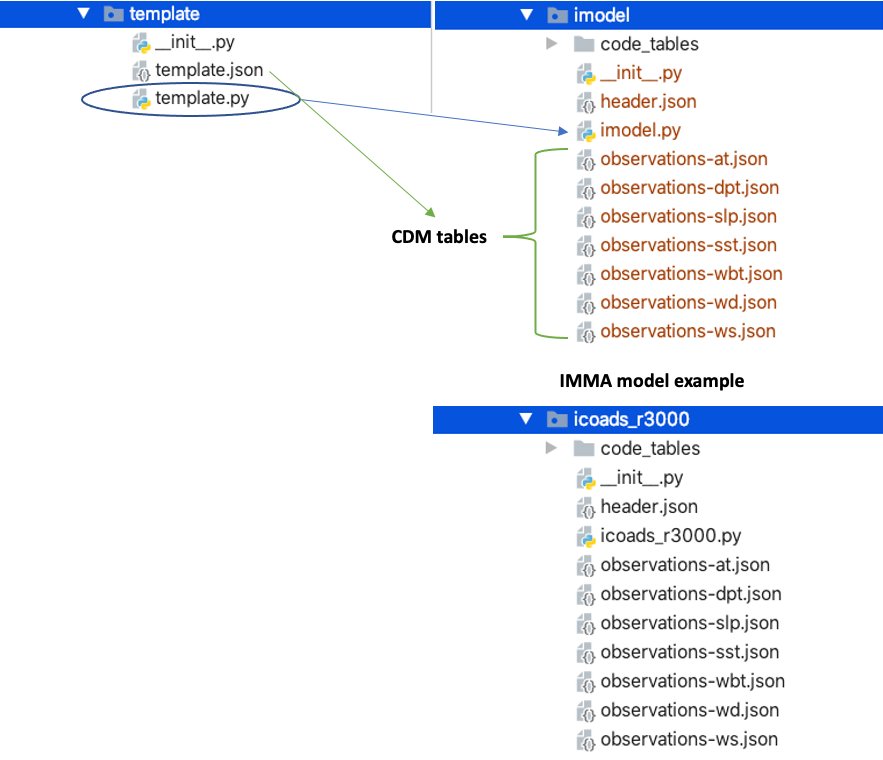 template
__init__.py
template.json
template.py
imodel
code_tables
__init__.py
header.json
imodel.py
observations-at.json
observations-dpt.json
observations-slp.json
observations-sst.json
observations-wbt.json
observations-wd.json
observations-ws.json
CDM tables
IMMA model example
icoads_r3000
code_tables
__init__.py
header.json
icoads_r3000.py
observations-at.json
observations-dpt.json
observations-slp.json
observations-sst.json
observations-wbt.json
observations-wd.json
observations-ws.json